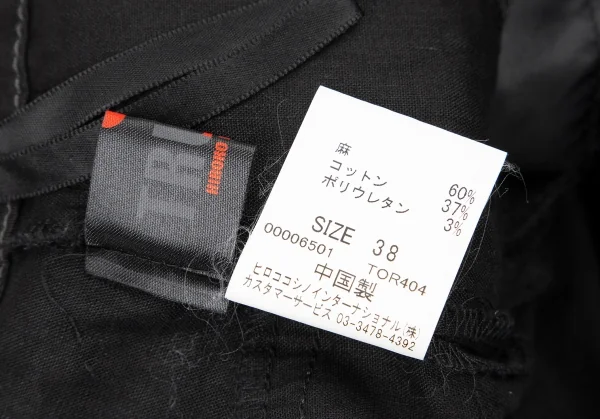 TRU
HIROKO
麻 60%
コットン 37%
ポリウレタン 3%
SIZE 38
00006501 TOR404
中国製
ヒロココシノインターナショナル(株)
カスタマーサービス 03-3478-4392